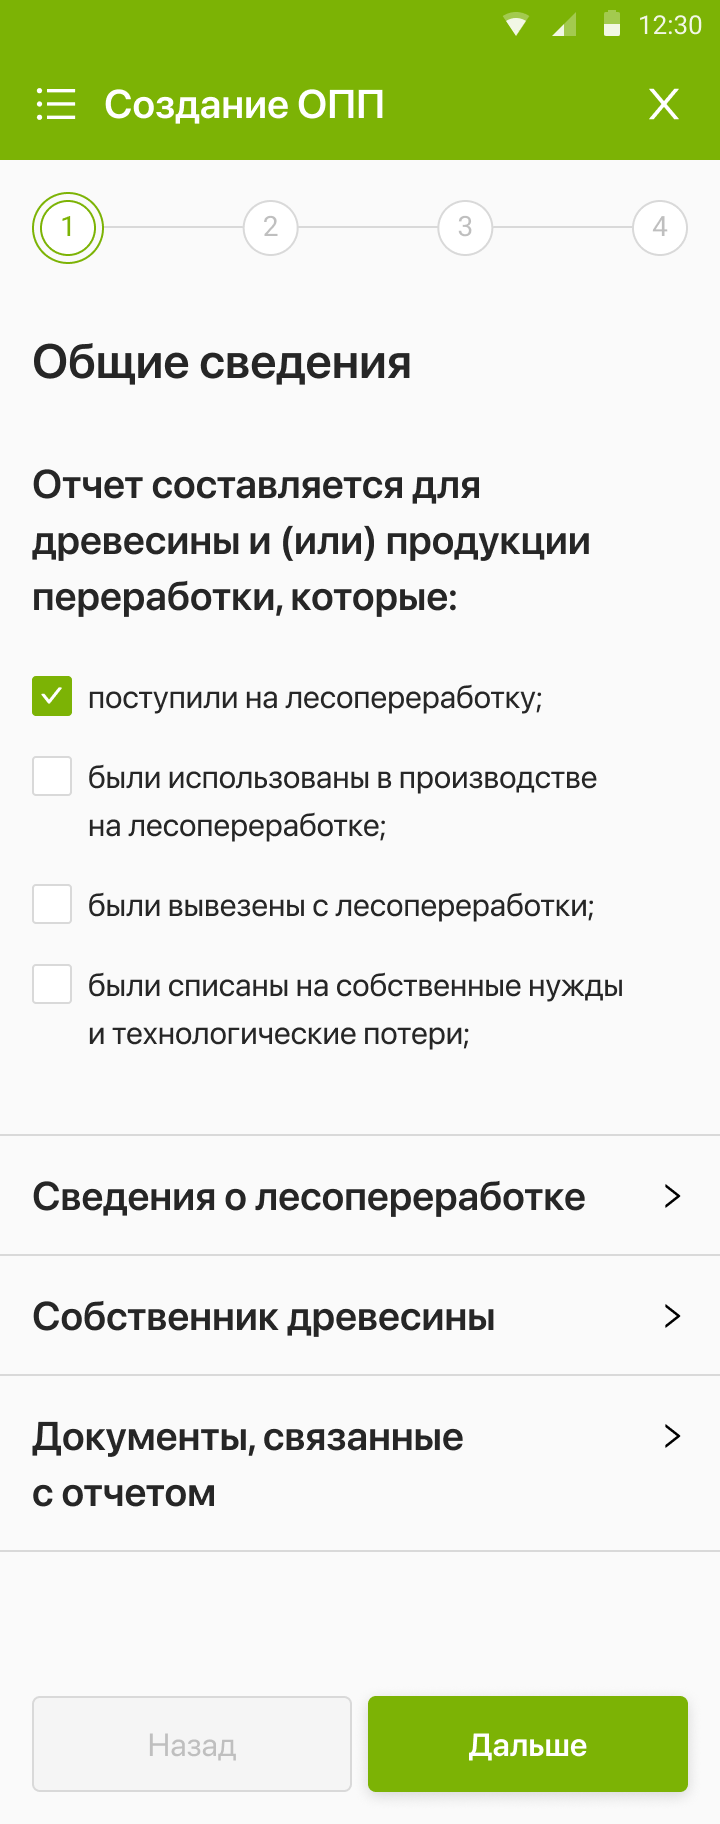 12:30
Создание ОПП
1
2
3
4
Общие сведения
Отчет составляется для
древесины и (или) продукции
переработки, которые:
поступили на лесопереработку;
были использованы в производстве
на лесопереработке;
были вывезены с лесопереработки;
были списаны на собственные нужды
и технологические потери;
Сведения о лесопереработке
Собственник древесины
Документы, связанные
с отчетом
Назад
Дальше